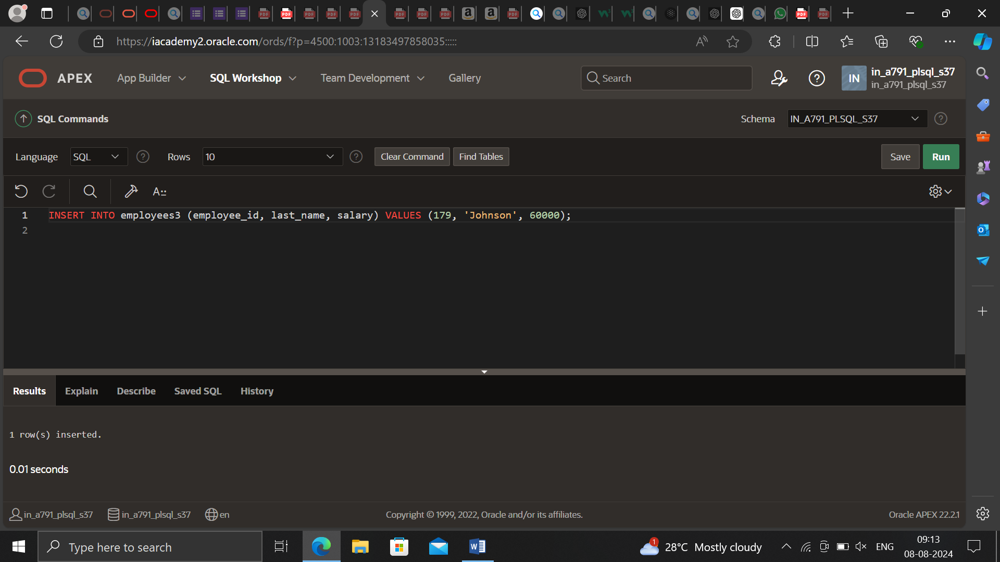 https://iacademy2.oracle.com/ords/f?p=4500:1003:13183497858035:::::
APEX App Builder SQL Workshop Team Development Gallery Search IN in_a791_plsql_s37
in_a791_plsql_s37
SQL Commands Schema IN_A791_PLSQL_S37
Language SQL Rows 10 Clear Command Find Tables Save Run
1 INSERT INTO employees3 (employee_id, last_name, salary) VALUES (179, 'Johnson', 60000);
2
Results Explain Describe Saved SQL History
1 row(s) inserted.
0.01 seconds
in_a791_plsql_s37 in_a791_plsql_s37 en Copyright © 1999, 2022, Oracle and/or its affiliates. Oracle APEX 22.2.1
Type here to search 1 28°C Mostly cloudy ENG 09:13
08-08-2024